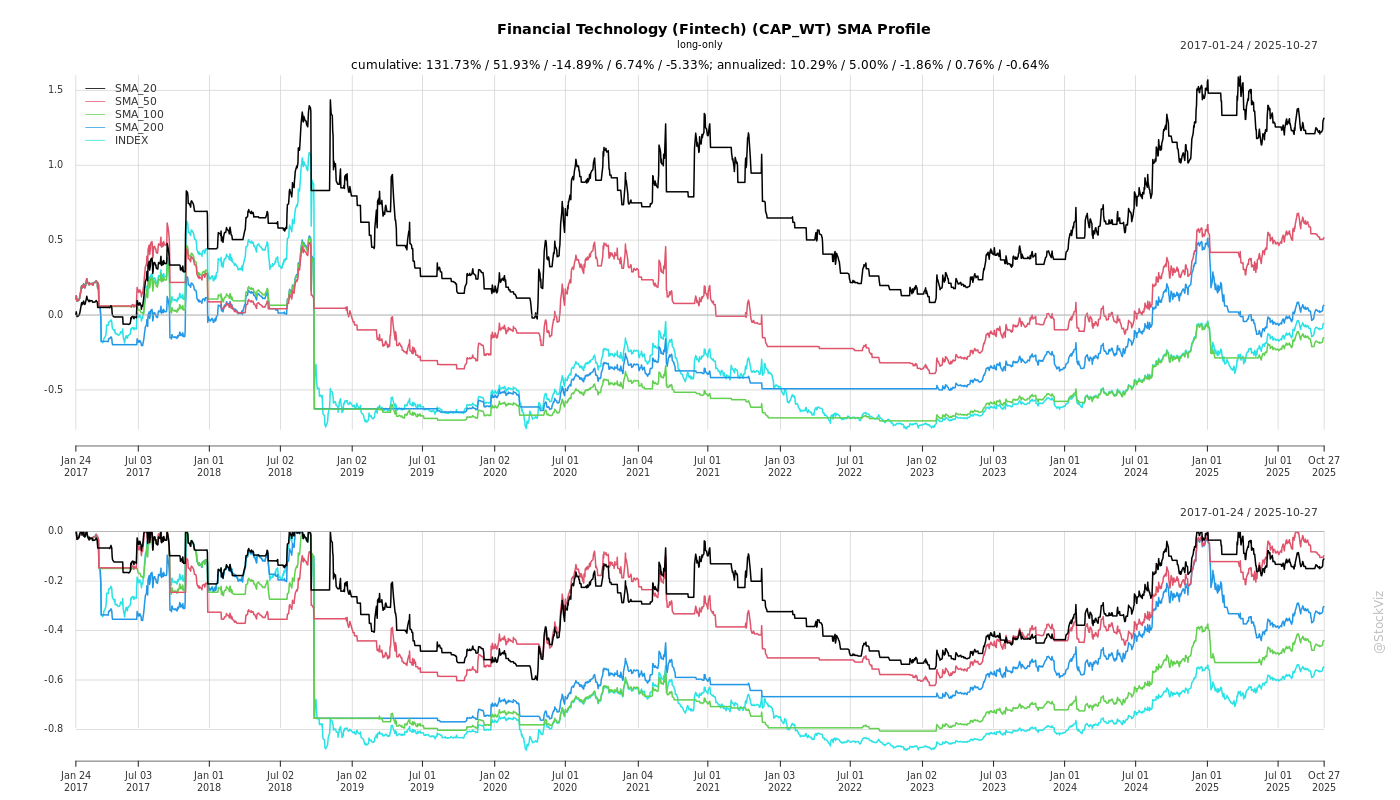 Financial Technology (Fintech) (CAP_WT) SMA Profile
long-only
2017-01-24 / 2025-10-27
cumulative: 131.73% / 51.93% / -14.89% / 6.74% / -5.33%; annualized: 10.29% / 5.00% / -1.86% / 0.76% / -0.64%
SMA_20
SMA_50
SMA_100
SMA_200
INDEX
1.5
1.0
0.5
0.0
-0.5
Jan 24 Jul 03 Jan 01 Jul 02 Jan 02 Jul 01 Jan 02 Jul 01 Jan 04 Jul 01 Jan 03 Jul 01 Jan 02 Jul 03 Jan 01 Jul 01 Jan 01 Jul 01 Oct 27
2017 2017 2018 2018 2019 2019 2020 2020 2021 2021 2022 2022 2023 2023 2024 2024 2025 2025 2025
2017-01-24 / 2025-10-27
0.0
-0.2
-0.4
-0.6
-0.8
Jan 24 Jul 03 Jan 01 Jul 02 Jan 02 Jul 01 Jan 02 Jul 01 Jan 04 Jul 01 Jan 03 Jul 01 Jan 02 Jul 03 Jan 01 Jul 01 Jan 01 Jul 01 Oct 27
2017 2017 2018 2018 2019 2019 2020 2020 2021 2021 2022 2022 2023 2023 2024 2024 2025 2025 2025
@StockViz